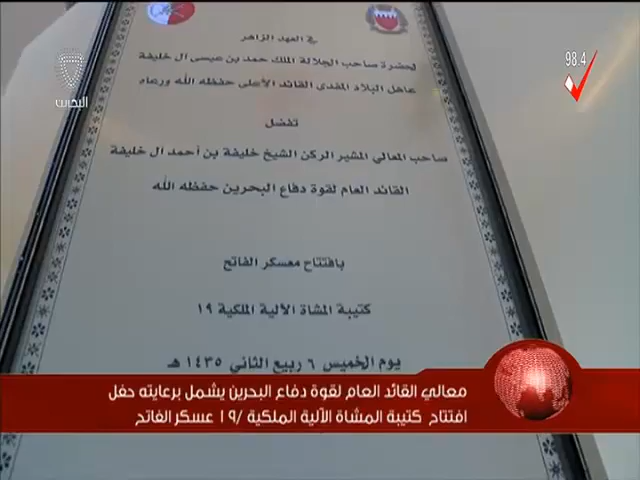 في العهد الزاهر
لحضرة صاحب الجلالة الملك حمد بن عيسى آل خليفة
عاهل البلاد المفدى القائد الأعلى حفظه الله ورعاه
تفضل
صاحب المعالي المشير الركن الشيخ خليفة بن أحمد آل خليفة
القائد العام لقوة دفاع البحرين حفظه الله
بافتتاح معسكر الفاتح
كتيبة المشاة الآلية الملكية ١٩
يوم الخميس ٦ ربيع الثاني ١٤٣٥ هـ
البحرين
98.4
معالي القائد العام لقوة دفاع البحرين يشمل برعايته حفل
افتتاح كتيبة المشاة الآلية الملكية /١٩ عسكر الفاتح